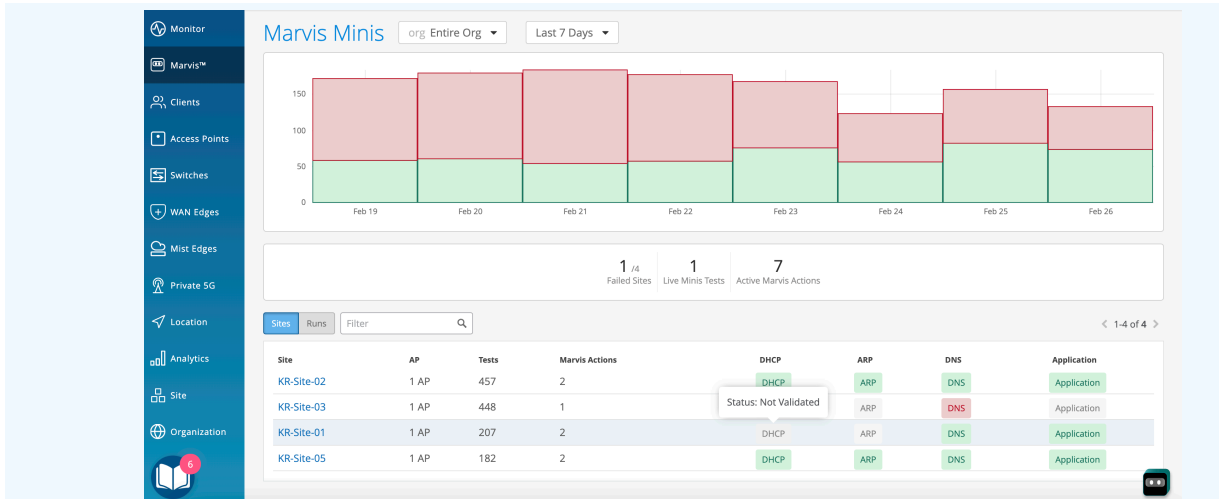 Monitor
Marvis™
Clients
Access Points
Switches
WAN Edges
Mist Edges
Private 5G
Location
Analytics
Site
Organization
6
Marvis Minis org Entire Org Last 7 Days
150
100
50
0
Feb 19 Feb 20 Feb 21 Feb 22 Feb 23 Feb 24 Feb 25 Feb 26
1 /4 1 7
Failed Sites Live Minis Tests Active Marvis Actions
Sites Runs Filter < 1-4 of 4 >
Site AP Tests Marvis Actions DHCP ARP DNS Application
KR-Site-02 1 AP 457 2 DHCP ARP DNS Application
Status: Not Validated
KR-Site-03 1 AP 448 1 ARP DNS Application
KR-Site-01 1 AP 207 2 DHCP ARP DNS Application
KR-Site-05 1 AP 182 2 DHCP ARP DNS Application